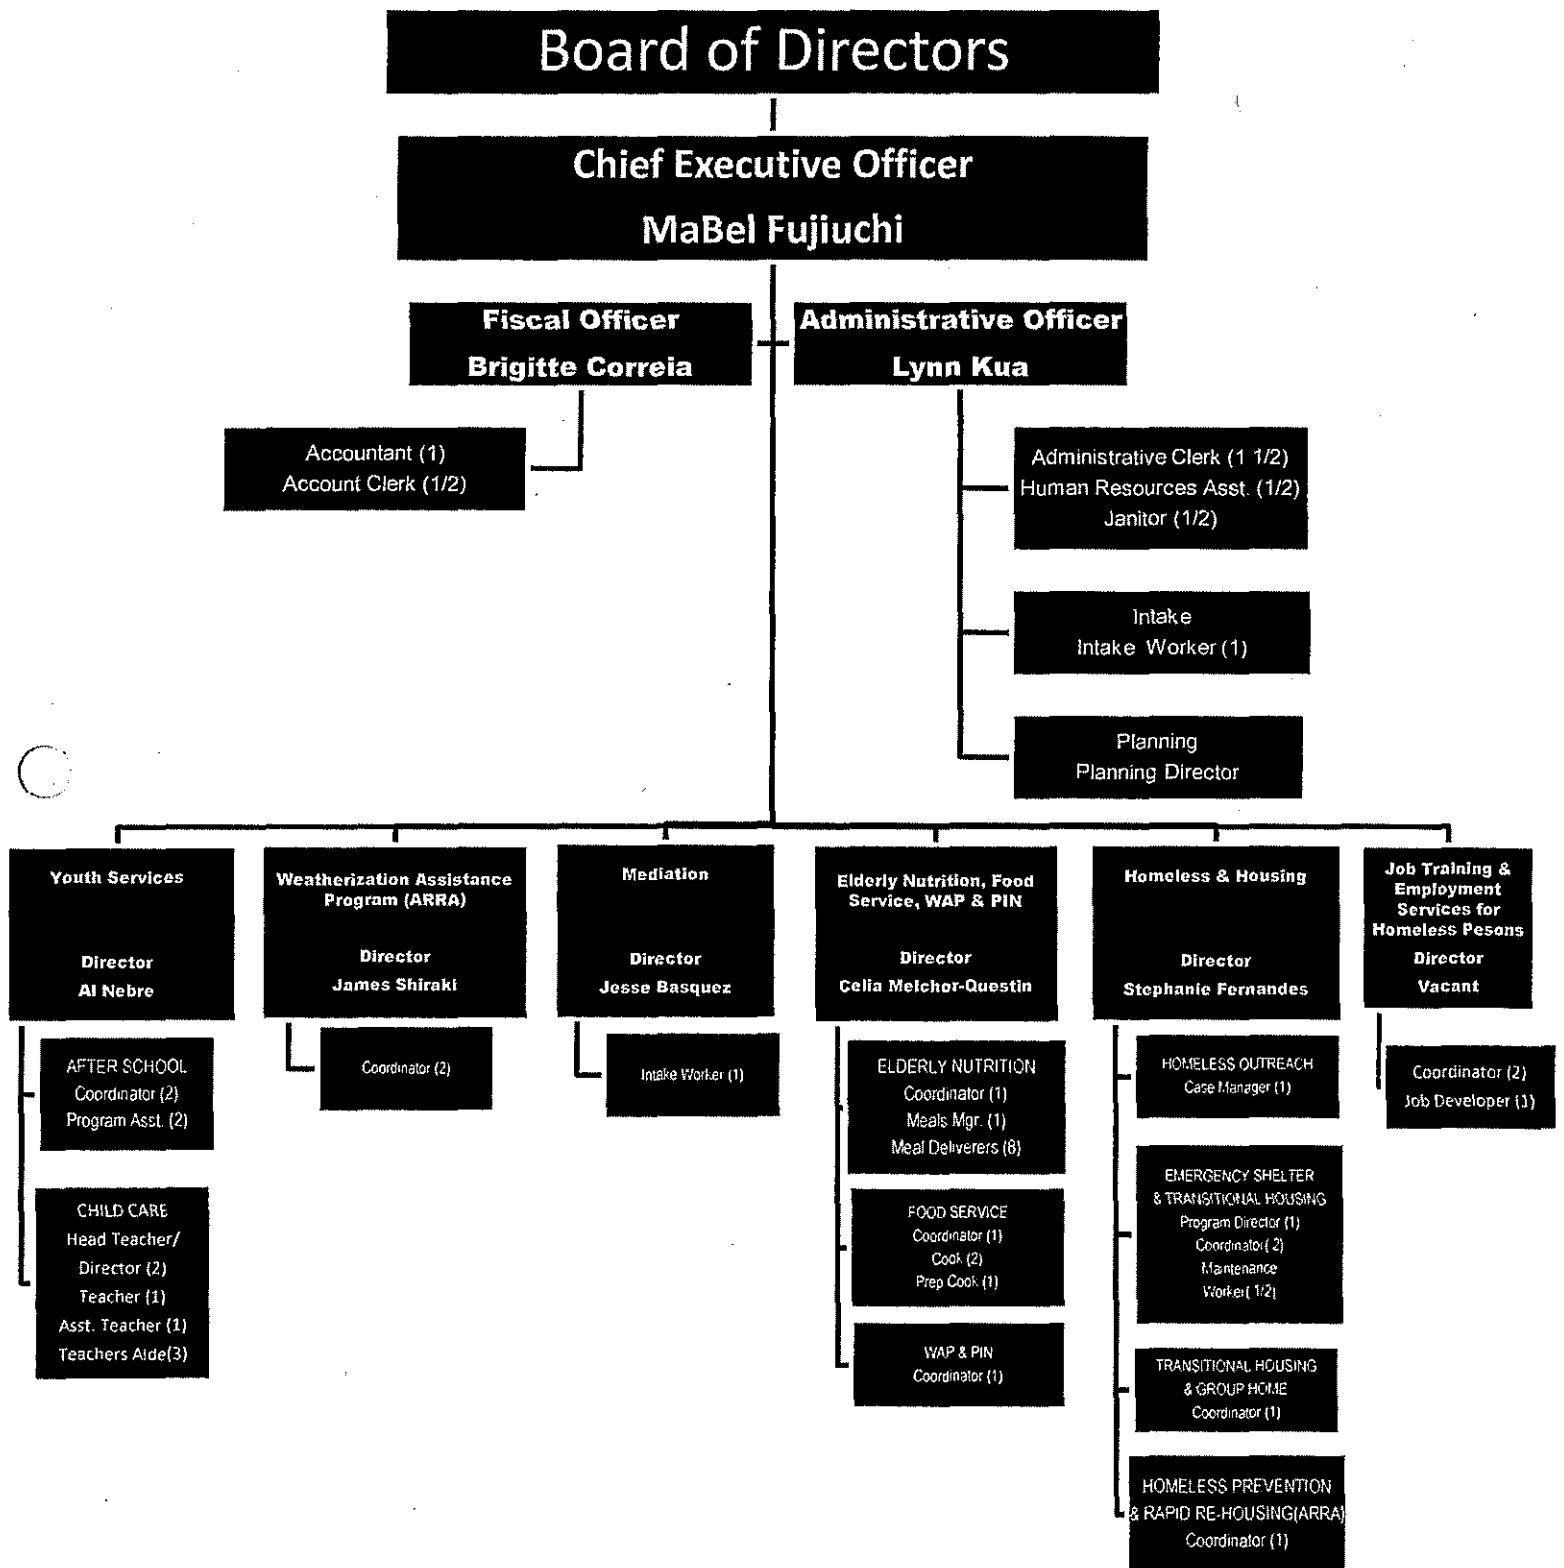 Board of Directors
Chief Executive Officer
MaBel Fujiuchi
Fiscal Officer
Brigitte Correia
Administrative Officer
Lynn Kua
Accountant (1)
Account Clerk (1/2)
Administrative Clerk (1 1/2)
Human Resources Asst. (1/2)
Janitor (1/2)
Intake
Intake Worker (1)
Planning
Planning Director
Youth Services
Director
Al Nebre
AFTER SCHOOL
Coordinator (2)
Program Asst. (2)
CHILD CARE
Head Teacher/
Director (2)
Teacher (1)
Asst. Teacher (1)
Teachers Aide(3)
Weatherization Assistance
Program (ARRA)
Director
James Shiraki
Coordinator (2)
Mediation
Director
Jesse Basquez
Intake Worker (1)
Elderly Nutrition, Food
Service, WAP & PIN
Director
Celia Melchor-Questin
ELDERLY NUTRITION
Coordinator (1)
Meals Mgr. (1)
Meal Deliverers (8)
FOOD SERVICE
Coordinator (1)
Cook (2)
Prep Cook (1)
WAP & PIN
Coordinator (1)
Homeless & Housing
Director
Stephanie Fernandes
HOMELESS OUTREACH
Case Manager (1)
EMERGENCY SHELTER
& TRANSITIONAL HOUSING
Program Director (1)
Coordinator( 2)
Maintenance
Worker( 1/2)
TRANSITIONAL HOUSING
& GROUP HOME
Coordinator (1)
HOMELESS PREVENTION
& RAPID RE-HOUSING(ARRA)
Coordinator (1)
Job Training &
Employment
Services for
Homeless Pesons
Director
Vacant
Coordinator (2)
Job Developer (1)